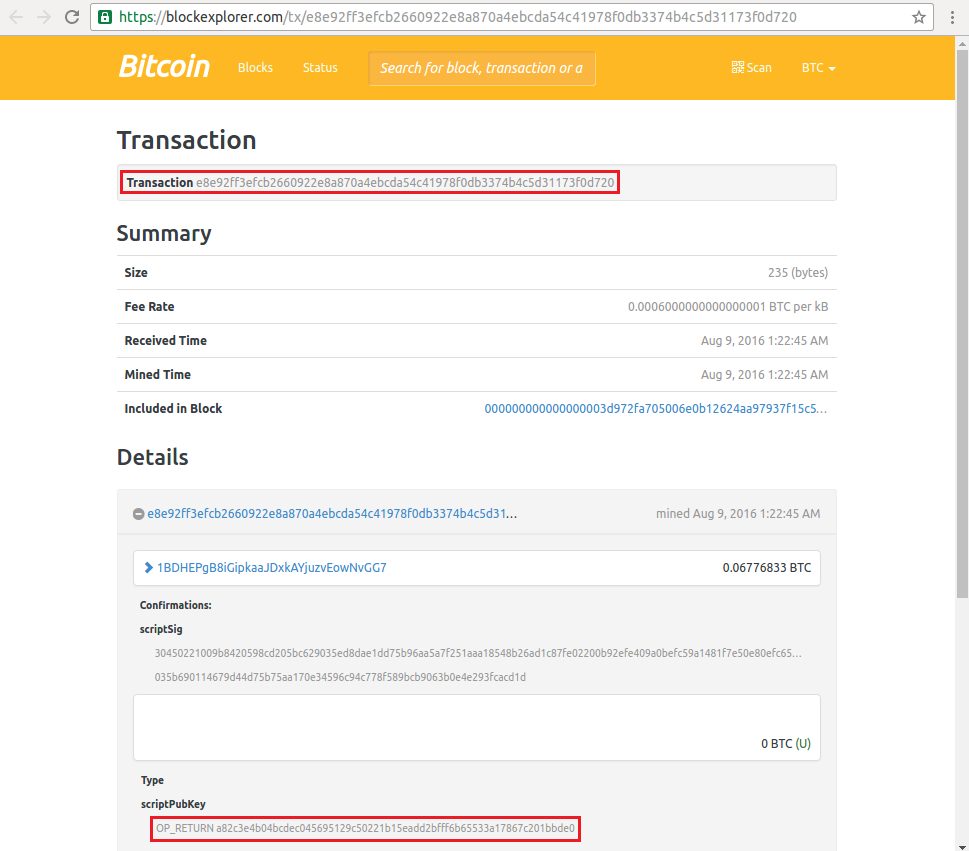 https://blockexplorer.com/tx/e8e92ff3efcb2660922e8a870a4ebcda54c41978f0db3374b4c5d31173f0d720
Bitcoin Blocks Status Search for block, transaction or a Scan BTC
Transaction
Transaction e8e92ff3efcb2660922e8a870a4ebcda54c41978f0db3374b4c5d31173f0d720
Summary
Size 235 (bytes)
Fee Rate 0.0006000000000000001 BTC per kB
Received Time Aug 9, 2016 1:22:45 AM
Mined Time Aug 9, 2016 1:22:45 AM
Included in Block 000000000000000003d972fa705006e0b12624aa97937f15c5...
Details
e8e92ff3efcb2660922e8a870a4ebcda54c41978f0db3374b4c5d31... mined Aug 9, 2016 1:22:45 AM
1BDHEPgB8iGipkaaJDxkAYjuzvEowNvGG7 0.06776833 BTC
Confirmations:
scriptSig
30450221009b8420598cd205bc629035ed8dae1dd75b96aa5a7f251aaa18548b26ad1c87fe02200b92efe409a0befc59a1481f7e50e80efc65...
035b690114679d44d75b75aa170e34596c94c778f589bcb9063b0e4e293fcacd1d
0 BTC (U)
Type
scriptPubKey
OP_RETURN a82c3e4b04bcdec045695129c50221b15eadd2bfff6b65533a17867c201bbde0